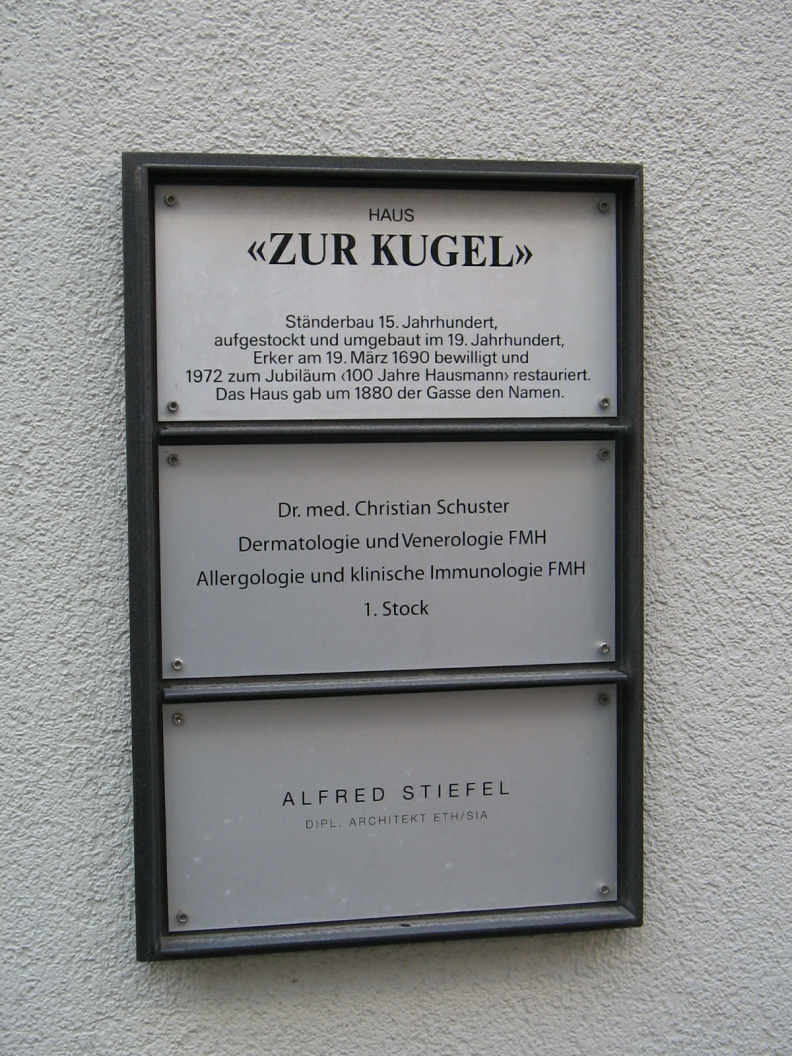 HAUS
«ZUR KUGEL»
Ständerbau 15. Jahrhundert,
aufgestockt und umgebaut im 19. Jahrhundert,
Erker am 19. März 1690 bewilligt und
1972 zum Jubiläum ‹100 Jahre Hausmann› restauriert.
Das Haus gab um 1880 der Gasse den Namen.
Dr. med. Christian Schuster
Dermatologie und Venerologie FMH
Allergologie und klinische Immunologie FMH
1. Stock
ALFRED STIEFEL
DIPL. ARCHITEKT ETH/SIA